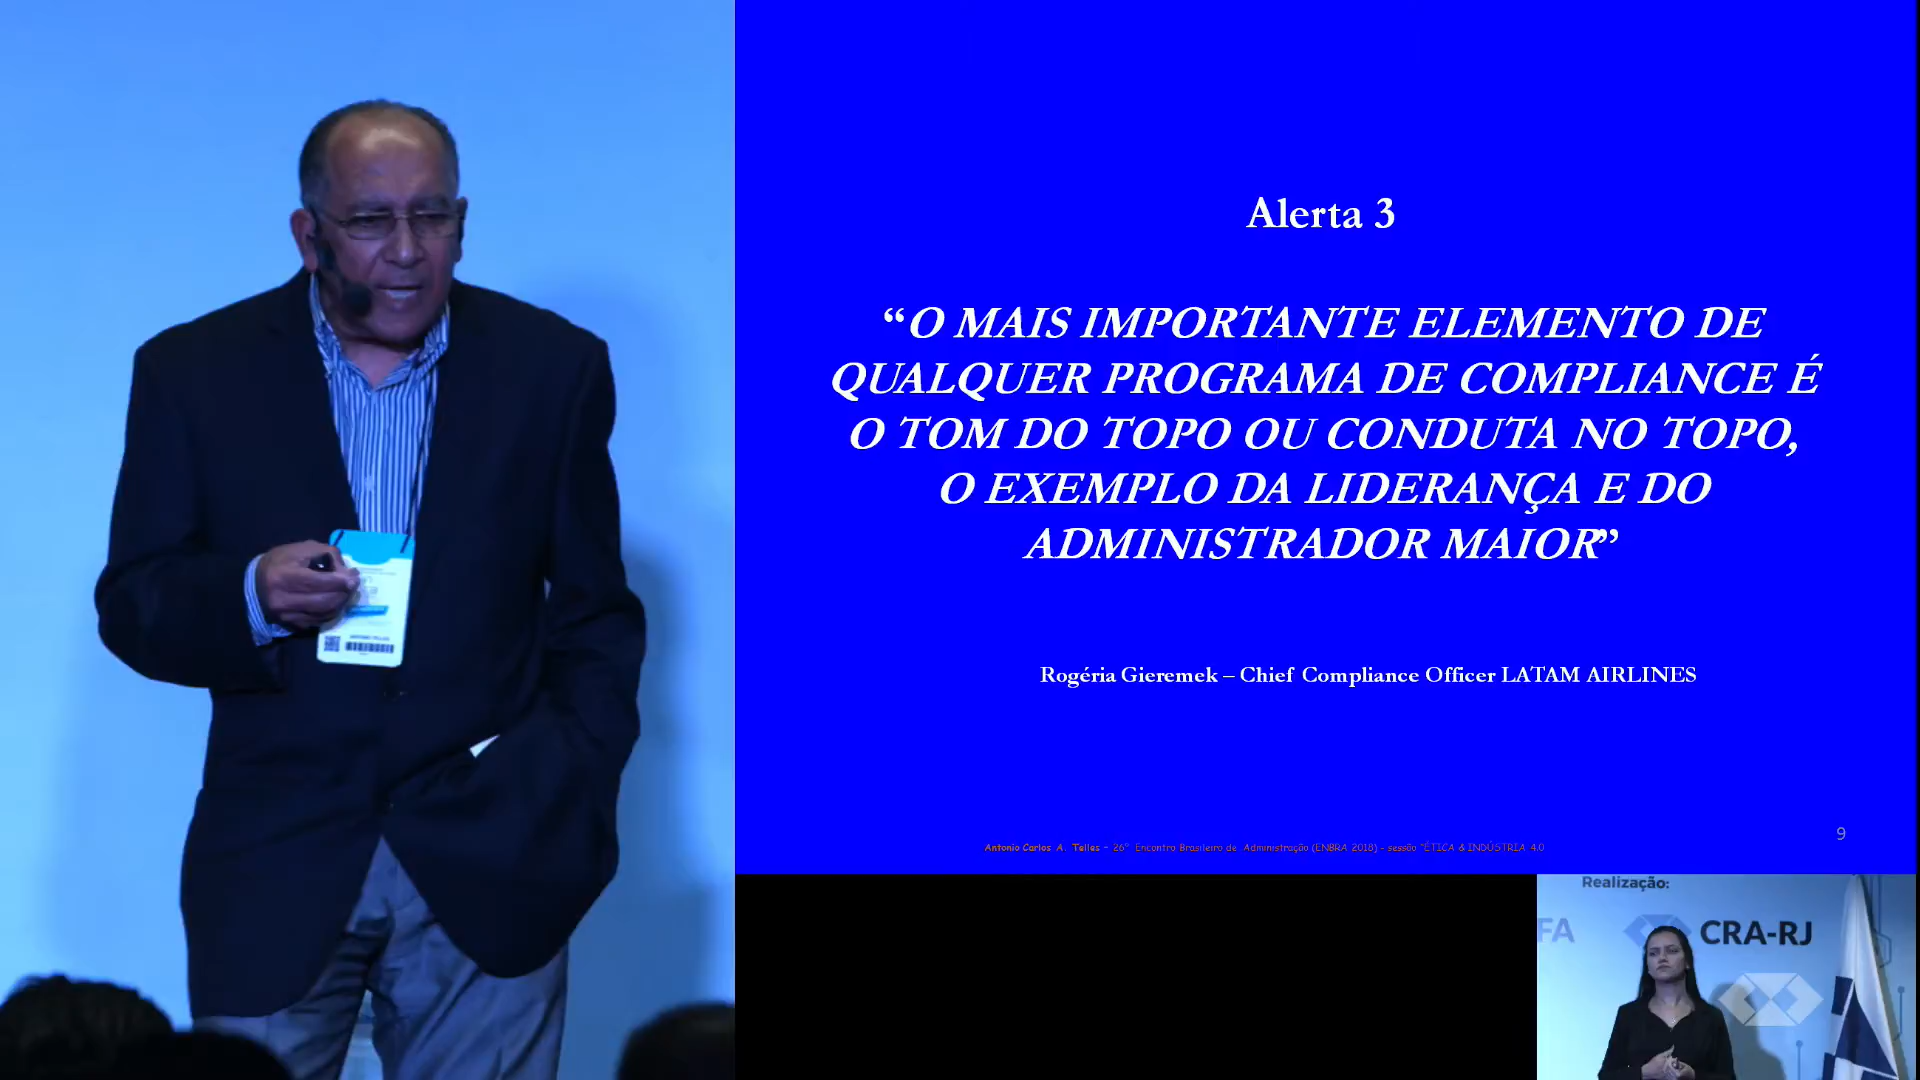 Alerta 3
“O MAIS IMPORTANTE ELEMENTO DE
QUALQUER PROGRAMA DE COMPLIANCE É
O TOM DO TOPO OU CONDUTA NO TOPO,
O EXEMPLO DA LIDERANÇA E DO
ADMINISTRADOR MAIOR”
Rogéria Gieremek – Chief Compliance Officer LATAM AIRLINES
9
Antonio Carlos A. Telles – 26º Encontro Brasileiro de Administração (ENBRA 2018) - sessão "ÉTICA & INDÚSTRIA 4.0
Realização:
FA
CRA-RJ